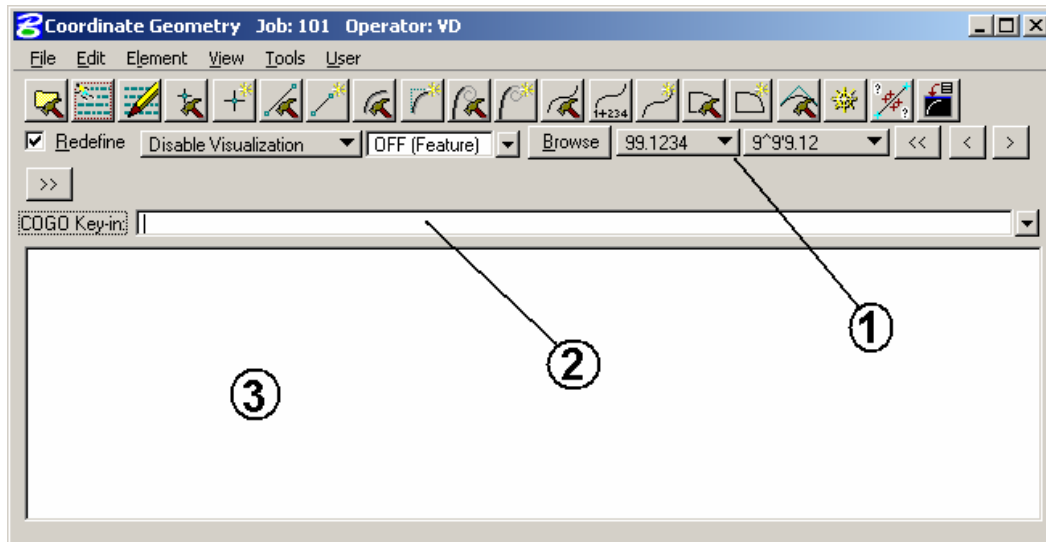 Coordinate Geometry Job: 101 Operator: VD
File Edit Element View Tools User
1+234 ? ?
Redefine Disable Visualization OFF (Feature) Browse 99.1234 9^9'9.12 << < >
>>
COGO Key-in:
1
2
3